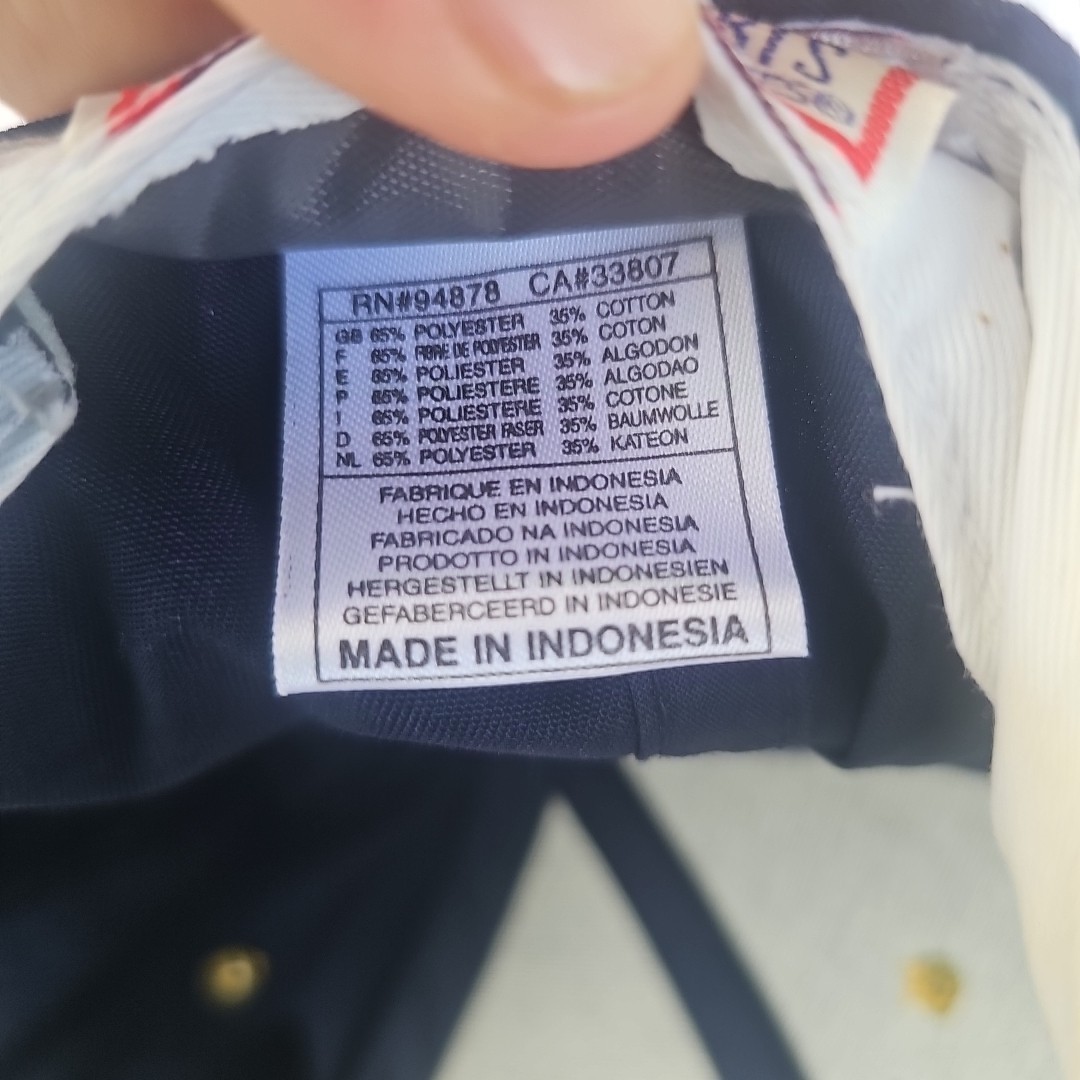 RN#94878 CA#33807
GB 65% POLYESTER 35% COTTON
F 65% FIBRE DE POLYESTER 35% COTON
E 65% POLIESTER 35% ALGODON
P 65% POLIESTERE 35% ALGODAO
I 65% POLIESTERE 35% COTONE
D 65% POLYESTER FASER 35% BAUMWOLLE
NL 65% POLYESTER 35% KATEON
FABRIQUE EN INDONESIA
HECHO EN INDONESIA
FABRICADO NA INDONESIA
PRODOTTO IN INDONESIA
HERGESTELLT IN INDONESIEN
GEFABERCEERD IN INDONESIE
MADE IN INDONESIA